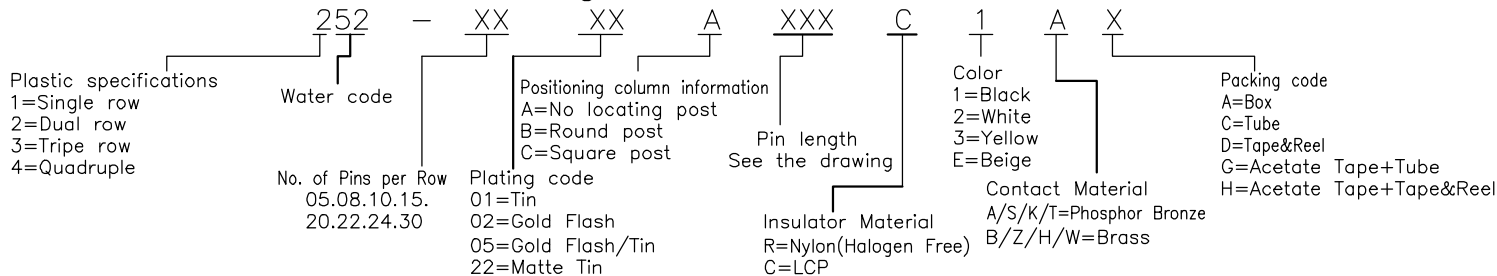 252 - XX XX A XXX C 1 A X
Plastic specifications
1=Single row
2=Dual row
3=Tripe row
4=Quadruple
Water code
No. of Pins per Row
05.08.10.15.
20.22.24.30
Plating code
01=Tin
02=Gold Flash
05=Gold Flash/Tin
22=Matte Tin
Positioning column information
A=No locating post
B=Round post
C=Square post
Pin length
See the drawing
Insulator Material
R=Nylon(Halogen Free)
C=LCP
Color
1=Black
2=White
3=Yellow
E=Beige
Contact Material
A/S/K/T=Phosphor Bronze
B/Z/H/W=Brass
Packing code
A=Box
C=Tube
D=Tape&Reel
G=Acetate Tape+Tube
H=Acetate Tape+Tape&Reel